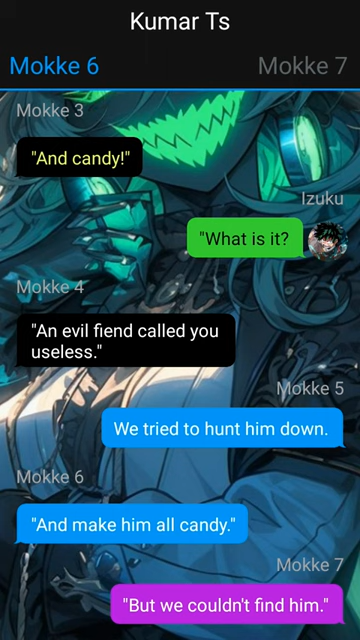 Kumar Ts
Mokke 6
Mokke 7
Mokke 3
"And candy!"
Izuku
"What is it?
Mokke 4
"An evil fiend called you
useless."
Mokke 5
We tried to hunt him down.
Mokke 6
"And make him all candy."
Mokke 7
"But we couldn't find him."